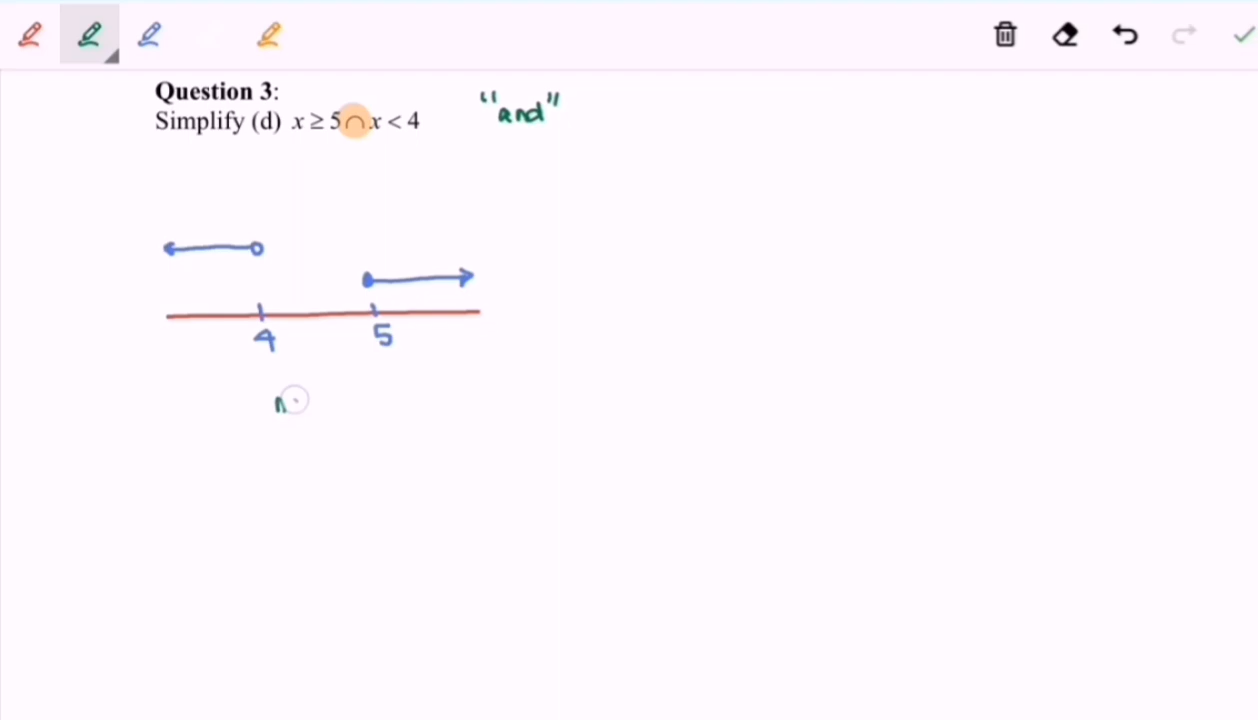 Question 3:
Simplify (d) x ≥ 5 ∩ x < 4
"and"
4 5